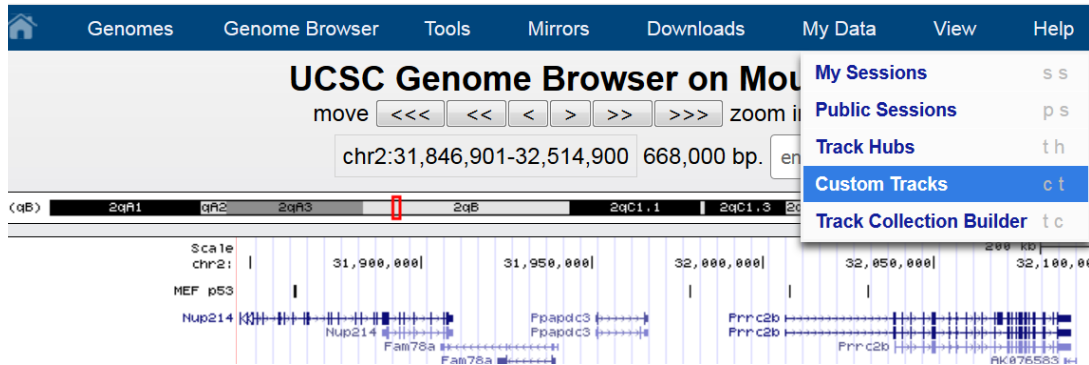 Genomes Genome Browser Tools Mirrors Downloads My Data View Help
UCSC Genome Browser on Mou
move <<< << < > >> >>> zoom i
chr2:31,846,901-32,514,900 668,000 bp. en
My Sessions s s
Public Sessions p s
Track Hubs t h
Custom Tracks c t
Track Collection Builder t c
(qB) 2qA1 qA2 2qA3 2qB 2qC1.1 2qC1.3
Scale 200 kb
chr2: 31,900,000 31,950,000 32,000,000 32,050,000 32,100,0
MEF p53
Nup214 Ppapdc3 Prrc2b
Nup214 Ppapdc3 Prrc2b
Fam78a
Fam78a AK076583